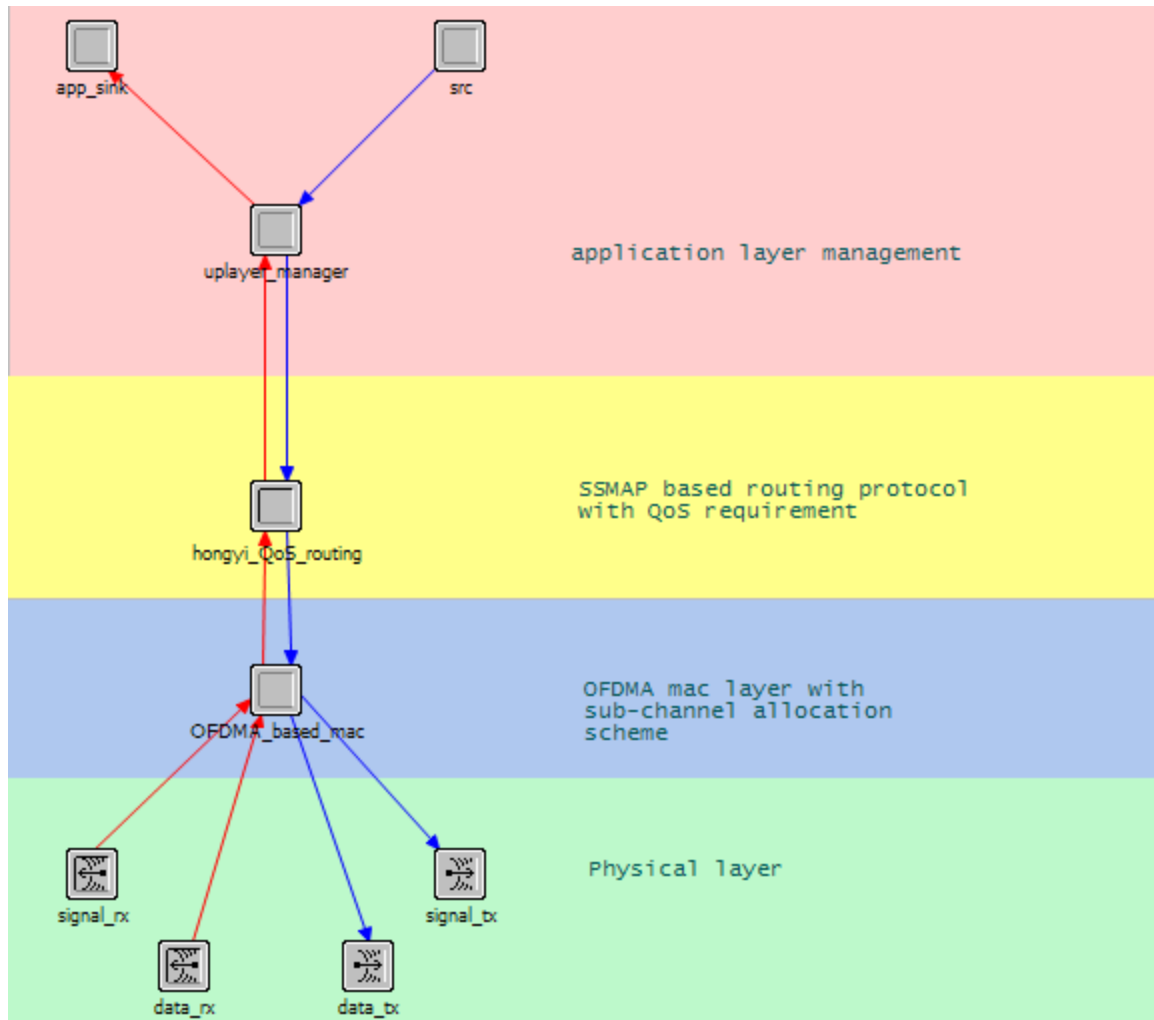 app_sink
src
uplayer_manager
application layer management
SSMAP based routing protocol
with QoS requirement
hongyi_QoS_routing
OFDMA mac layer with
sub-channel allocation
scheme
OFDMA_based_mac
Physical layer
signal_rx
signal_tx
data_rx
data_tx